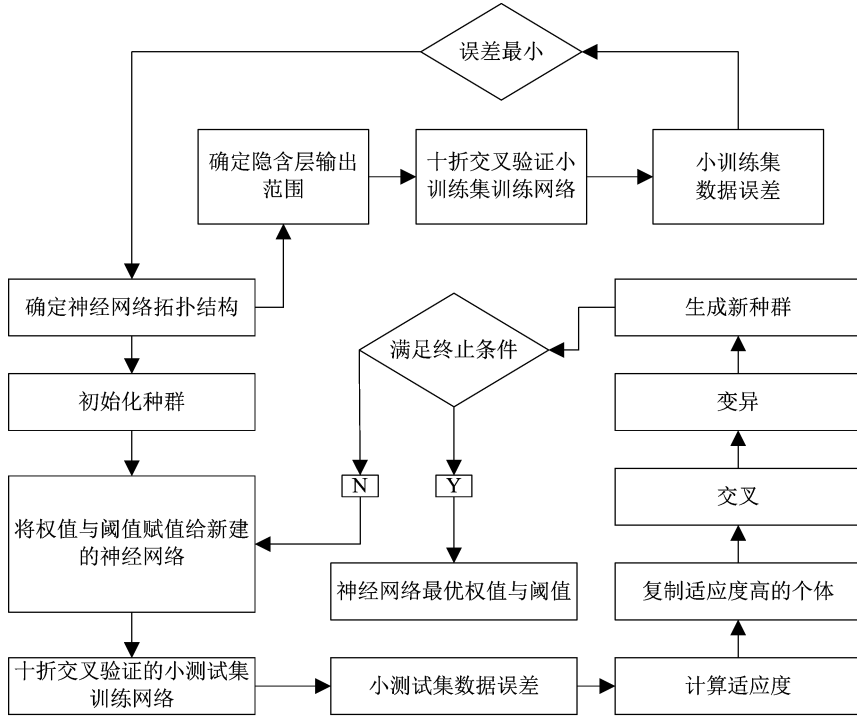 误差最小
确定隐含层输出
范围
十折交叉验证小
训练集训练网络
小训练集
数据误差
确定神经网络拓扑结构
满足终止条件
生成新种群
初始化种群
变异
N
Y
交叉
将权值与阈值赋值给新建
的神经网络
神经网络最优权值与阈值
复制适应度高的个体
十折交叉验证的小测试集
训练网络
小测试集数据误差
计算适应度